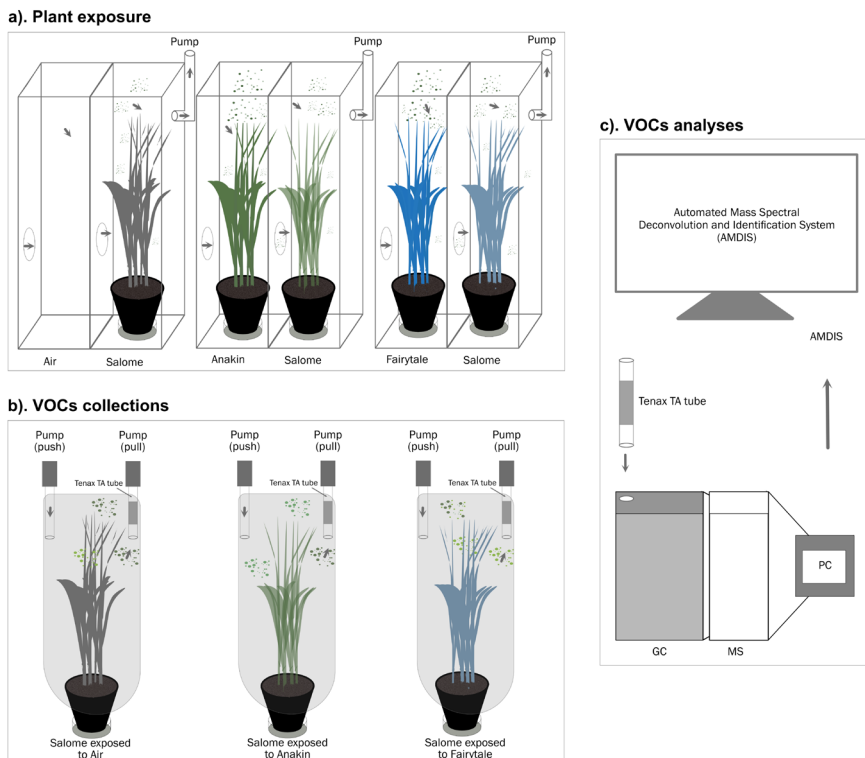 a). Plant exposure
Pump
Pump
Pump
Air
Salome
Anakin
Salome
Fairytale
Salome
b). VOCs collections
Pump
(push)
Pump
(pull)
Tenax TA tube
Pump
(push)
Pump
(pull)
Tenax TA tube
Pump
(push)
Pump
(pull)
Tenax TA tube
Salome exposed
to Air
Salome exposed
to Anakin
Salome exposed
to Fairytale
c). VOCs analyses
Automated Mass Spectral
Deconvolution and Identification System
(AMDIS)
AMDIS
Tenax TA tube
PC
GC
MS